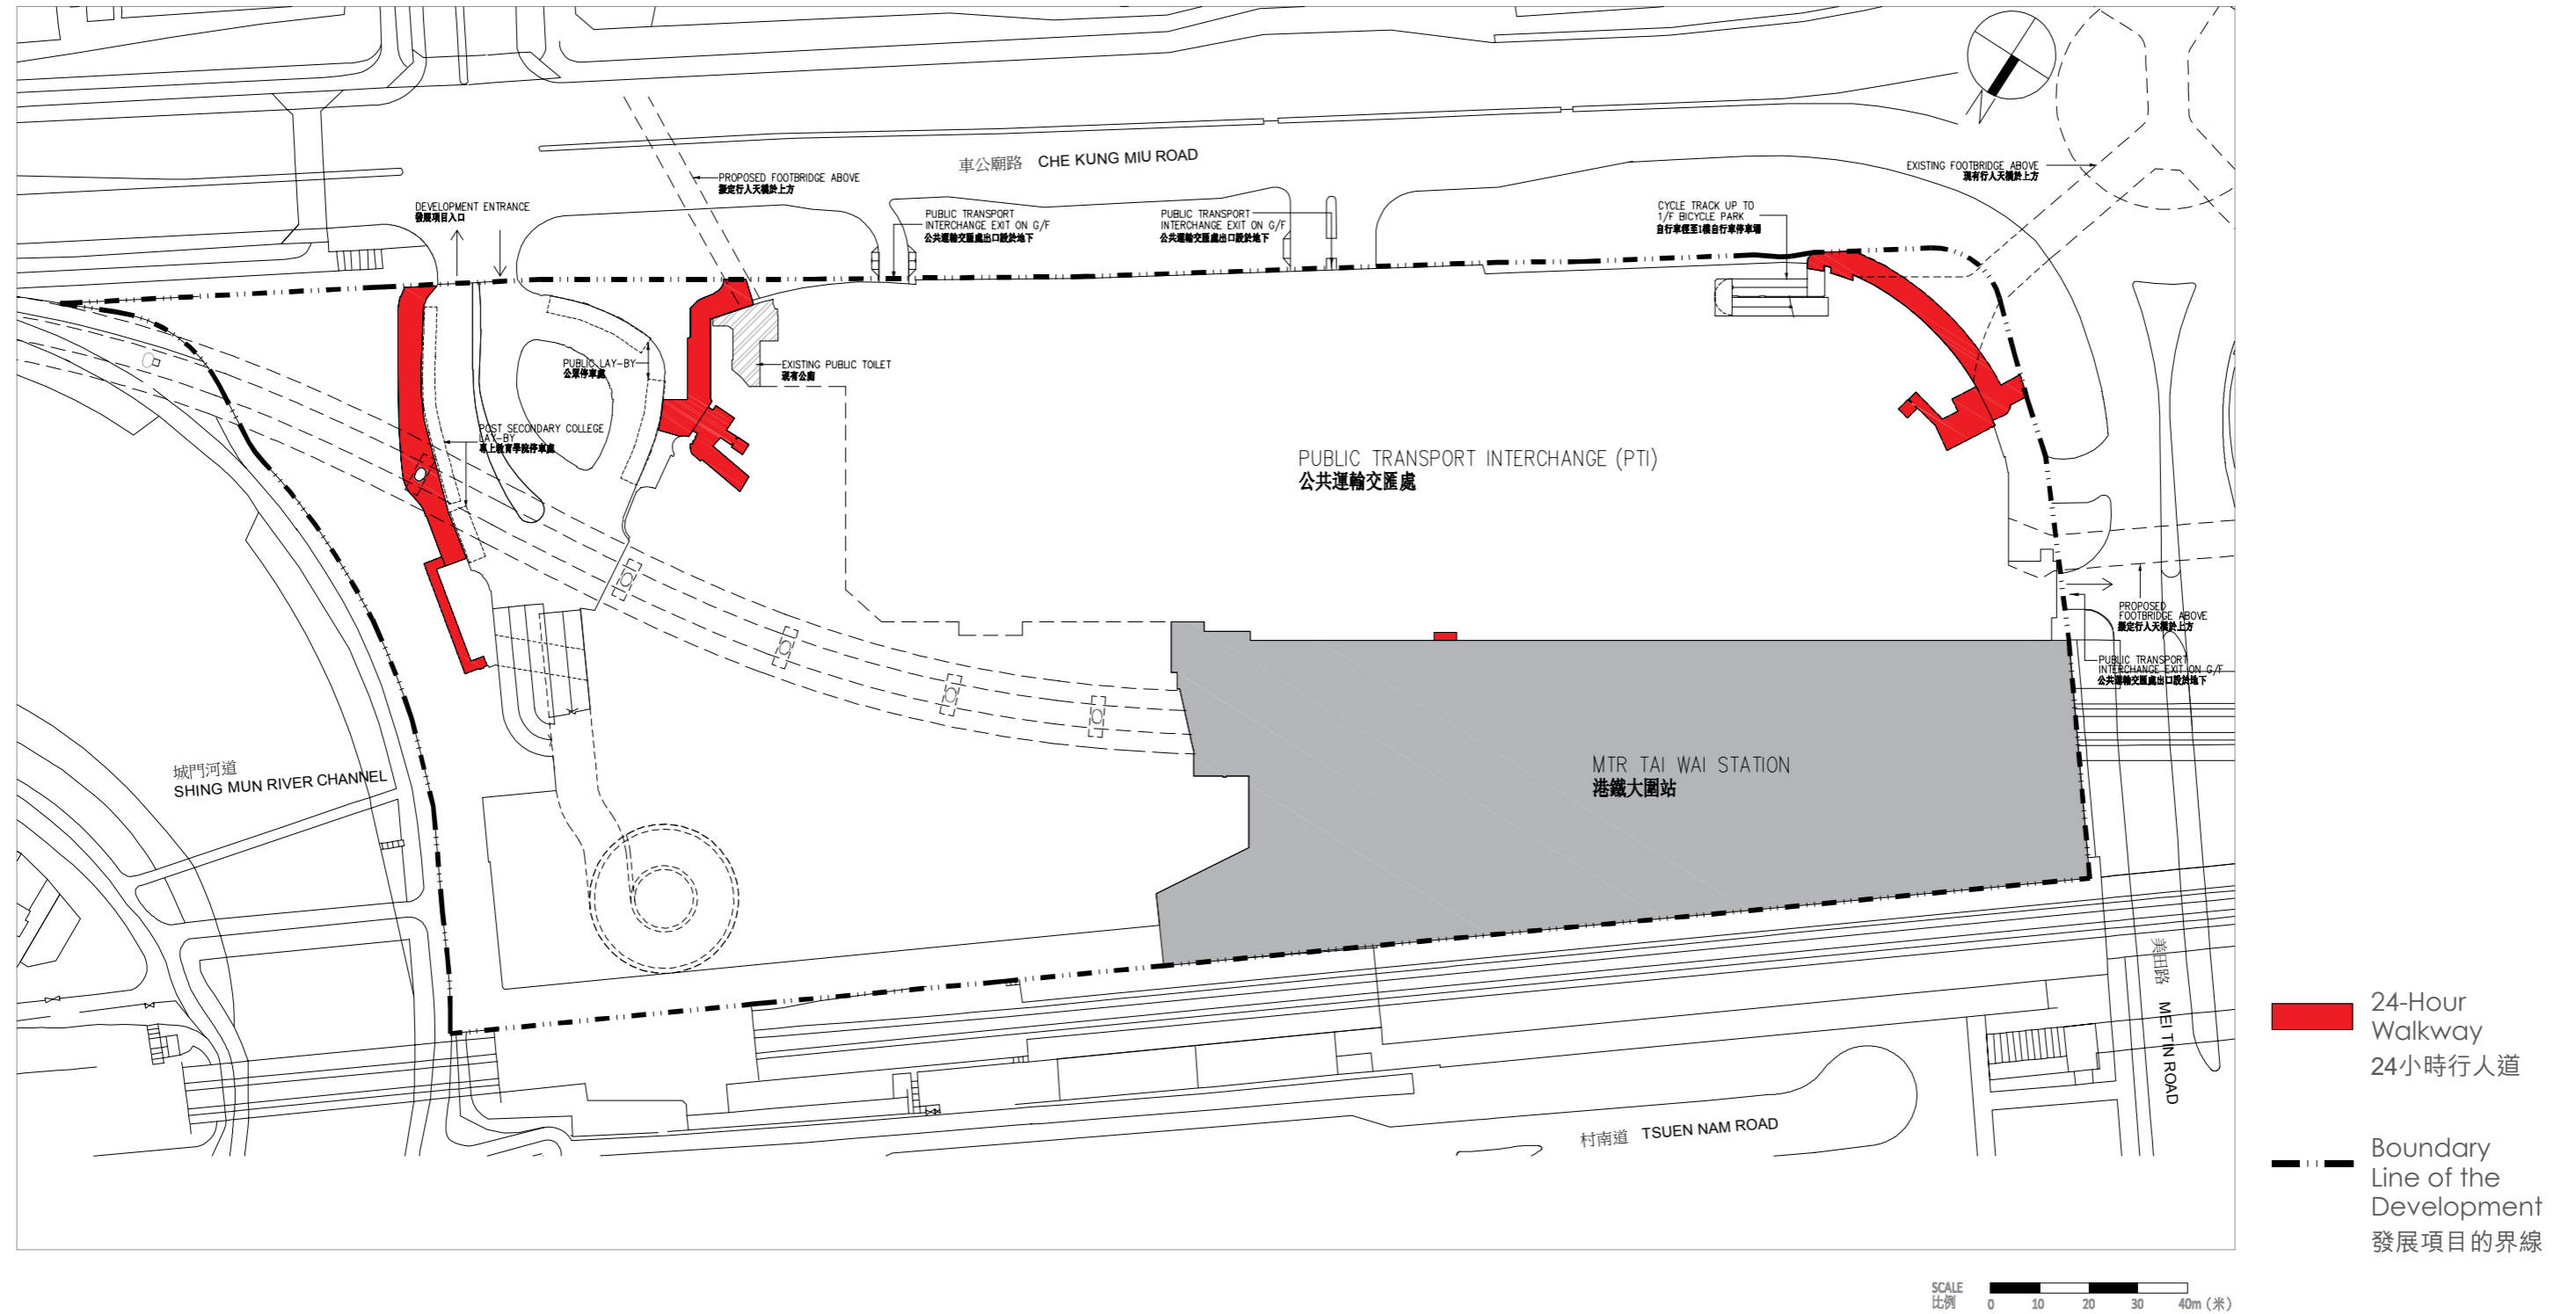 車公廟路 CHE KUNG MIU ROAD
EXISTING FOOTBRIDGE ABOVE
現有行人天橋於上方
PROPOSED FOOTBRIDGE ABOVE
擬定行人天橋於上方
DEVELOPMENT ENTRANCE
發展項目入口
PUBLIC TRANSPORT
INTERCHANGE EXIT ON G/F
公共運輸交匯處出口設於地下
PUBLIC TRANSPORT
INTERCHANGE EXIT ON G/F
公共運輸交匯處出口設於地下
CYCLE TRACK UP TO
1/F BICYCLE PARK
自行車徑至1樓自行車停車場
PUBLIC LAY-BY
公眾停車處
EXISTING PUBLIC TOILET
現有公廁
POST SECONDARY COLLEGE
LAY-BY
專上教育學院停車處
PUBLIC TRANSPORT INTERCHANGE (PTI)
公共運輸交匯處
PROPOSED
FOOTBRIDGE ABOVE
擬定行人天橋於上方
PUBLIC TRANSPORT
INTERCHANGE EXIT ON G/F
公共運輸交匯處出口設於地下
城門河道
SHING MUN RIVER CHANNEL
MTR TAI WAI STATION
港鐵大圍站
美田路 MEI TIN ROAD
村南道 TSUEN NAM ROAD
24-Hour
Walkway
24小時行人道
Boundary
Line of the
Development
發展項目的界線
SCALE
比例
0 10 20 30 40m (米)